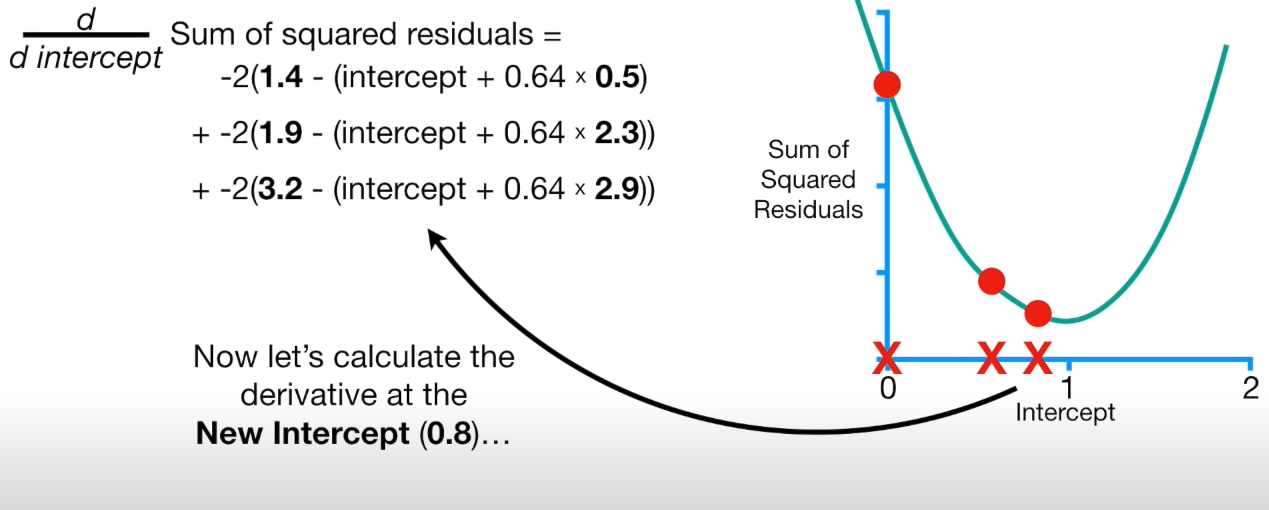 d
d intercept
Sum of squared residuals =
-2(1.4 - (intercept + 0.64 × 0.5)
+ -2(1.9 - (intercept + 0.64 × 2.3))
+ -2(3.2 - (intercept + 0.64 × 2.9))
Now let's calculate the
derivative at the
New Intercept (0.8)…
Sum of
Squared
Residuals
X X X
0 1 2
Intercept